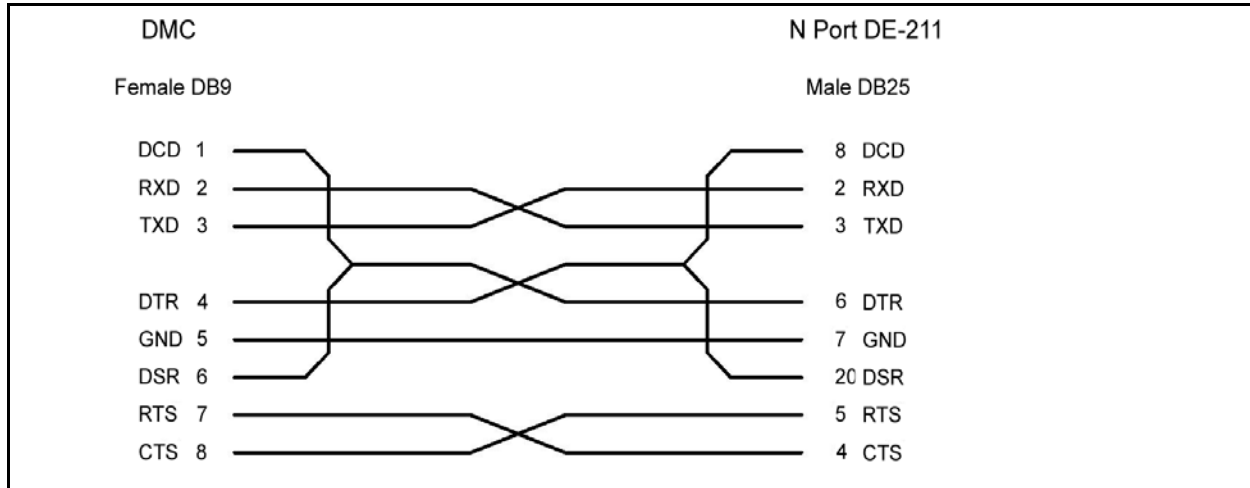 DMC N Port DE-211
Female DB9 Male DB25
DCD 1 8 DCD
RXD 2 2 RXD
TXD 3 3 TXD
DTR 4 6 DTR
GND 5 7 GND
DSR 6 20 DSR
RTS 7 5 RTS
CTS 8 4 CTS